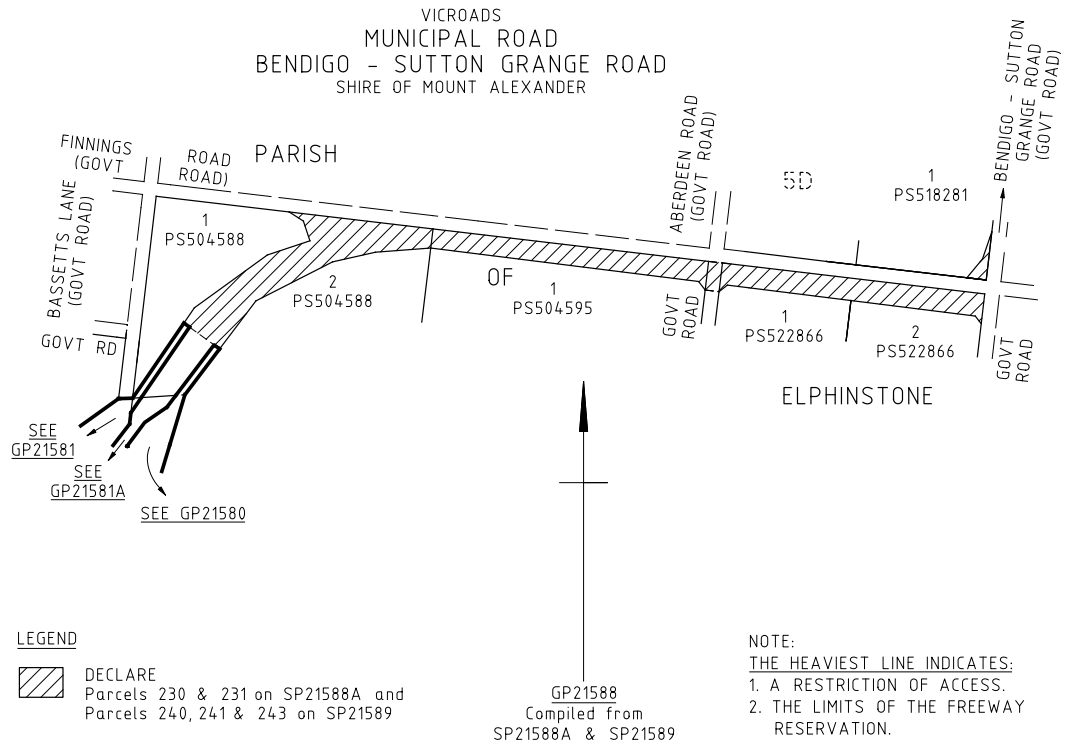 VICROADS
MUNICIPAL ROAD
BENDIGO - SUTTON GRANGE ROAD
SHIRE OF MOUNT ALEXANDER
BENDIGO - SUTTON
GRANGE ROAD
(GOVT ROAD)
FINNINGS ROAD
(GOVT ROAD)
PARISH
ABERDEEN ROAD
(GOVT ROAD)
5D
1
PS518281
BASSETTS LANE
(GOVT ROAD)
1
PS504588
2
PS504588
OF
1
PS504595
GOVT
ROAD
1
PS522866
2
PS522866
GOVT
ROAD
GOVT RD
ELPHINSTONE
SEE
GP21581
SEE
GP21581A
SEE GP21580
LEGEND
DECLARE
Parcels 230 & 231 on SP21588A and
Parcels 240, 241 & 243 on SP21589
GP21588
Compiled from
SP21588A & SP21589
NOTE:
THE HEAVIEST LINE INDICATES:
1. A RESTRICTION OF ACCESS.
2. THE LIMITS OF THE FREEWAY
RESERVATION.